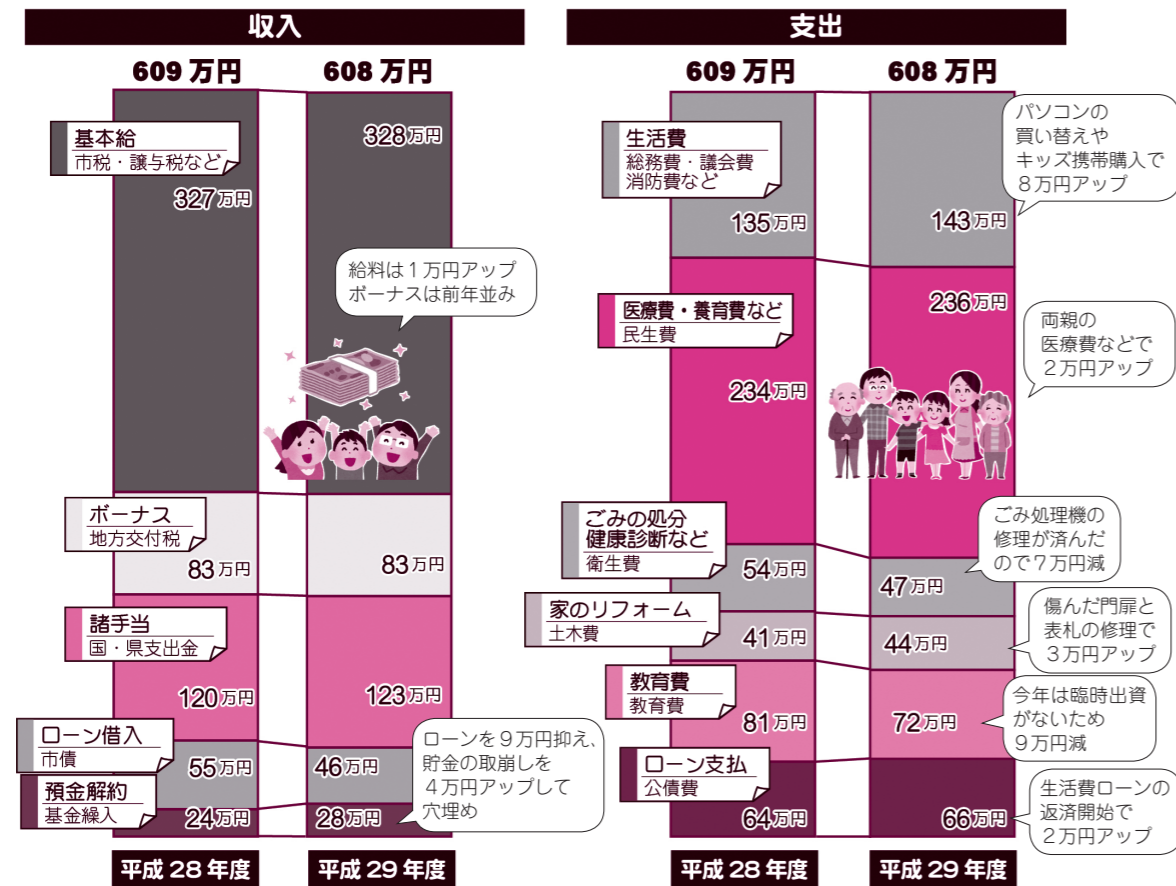 収入
609 万円
608 万円
基本給
市税・譲与税など
327万円
328万円
給料は１万円アップ
ボーナスは前年並み
ボーナス
地方交付税
83万円
83万円
諸手当
国・県支出金
120万円
123万円
ローン借入
市債
55万円
46万円
ローンを９万円抑え、
貯金の取崩しを
４万円アップして
穴埋め
預金解約
基金繰入
24万円
28万円
平成 28 年度
平成 29 年度
支出
609 万円
608 万円
生活費
総務費・議会費
消防費など
135万円
143万円
パソコンの
買い替えや
キッズ携帯購入で
８万円アップ
医療費・養育費など
民生費
234万円
236万円
両親の
医療費などで
２万円アップ
ごみの処分
健康診断など
衛生費
54万円
47万円
ごみ処理機の
修理が済んだ
ので７万円減
家のリフォーム
土木費
41万円
44万円
傷んだ門扉と
表札の修理で
３万円アップ
教育費
教育費
81万円
72万円
今年は臨時出資
がないため
９万円減
ローン支払
公債費
64万円
66万円
生活費ローンの
返済開始で
２万円アップ
平成 28 年度
平成 29 年度